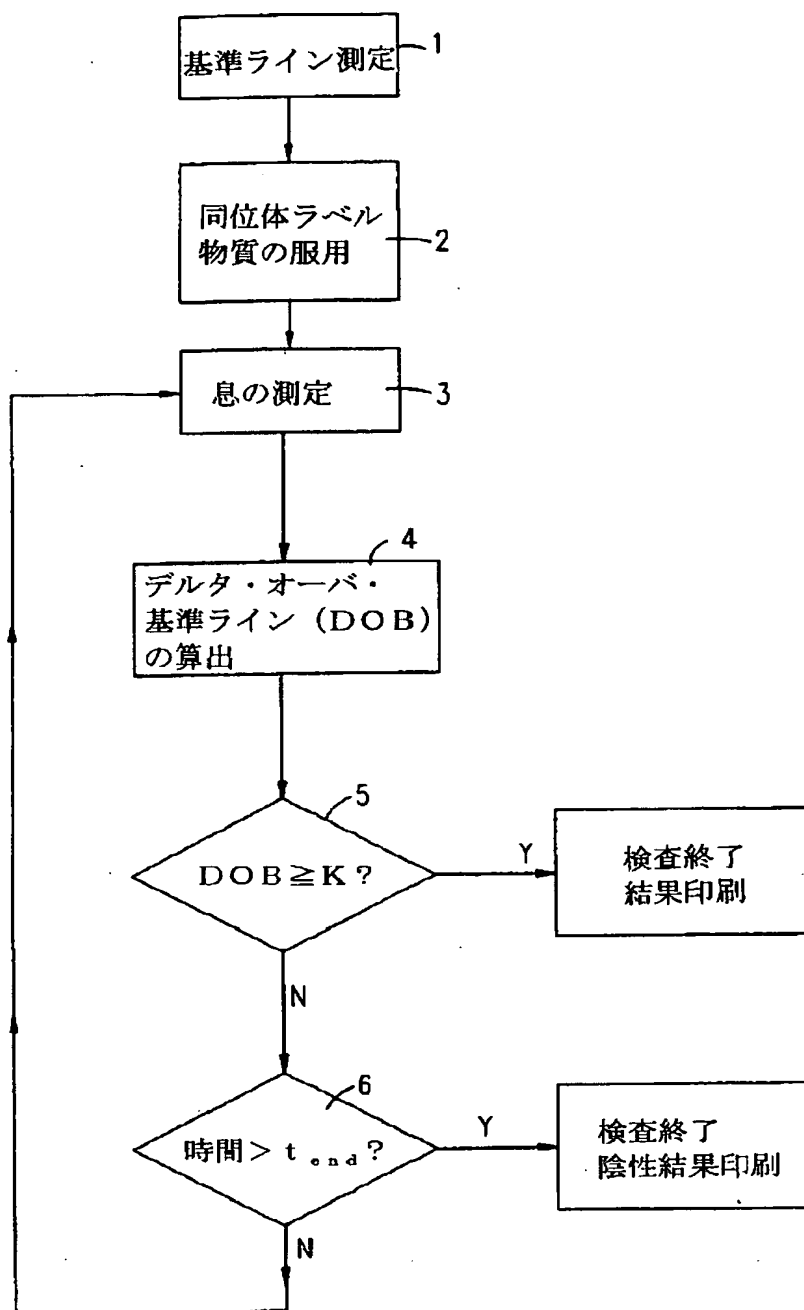 基準ライン測定
1
同位体ラベル
物質の服用
2
息の測定
3
4
デルタ・オーバ・
基準ライン（ＤＯＢ）
の算出
5
ＤＯＢ≧Ｋ？
Y
検査終了
結果印刷
N
6
時間＞ｔend？
Y
検査終了
陰性結果印刷
N